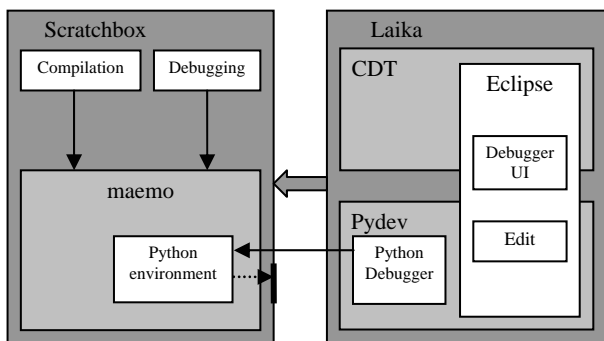 Scratchbox
Compilation
Debugging
maemo
Python
environment
Laika
CDT
Eclipse
Debugger
UI
Pydev
Python
Debugger
Edit